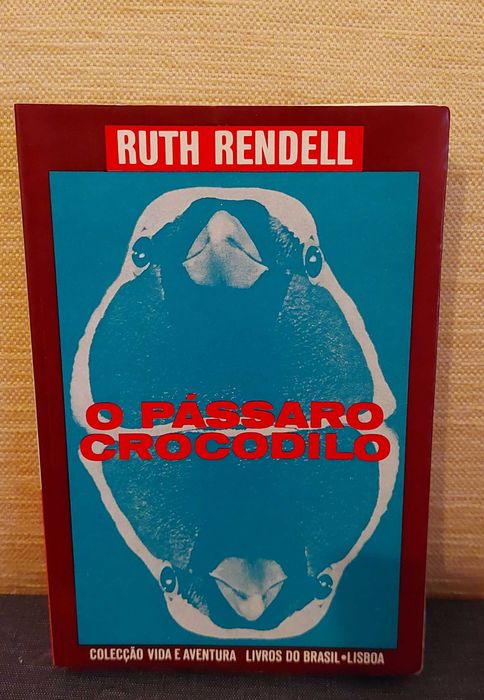 RUTH RENDELL
O PÁSSARO
CROCODILO
COLECÇÃO VIDA E AVENTURA LIVROS DO BRASIL•LISBOA